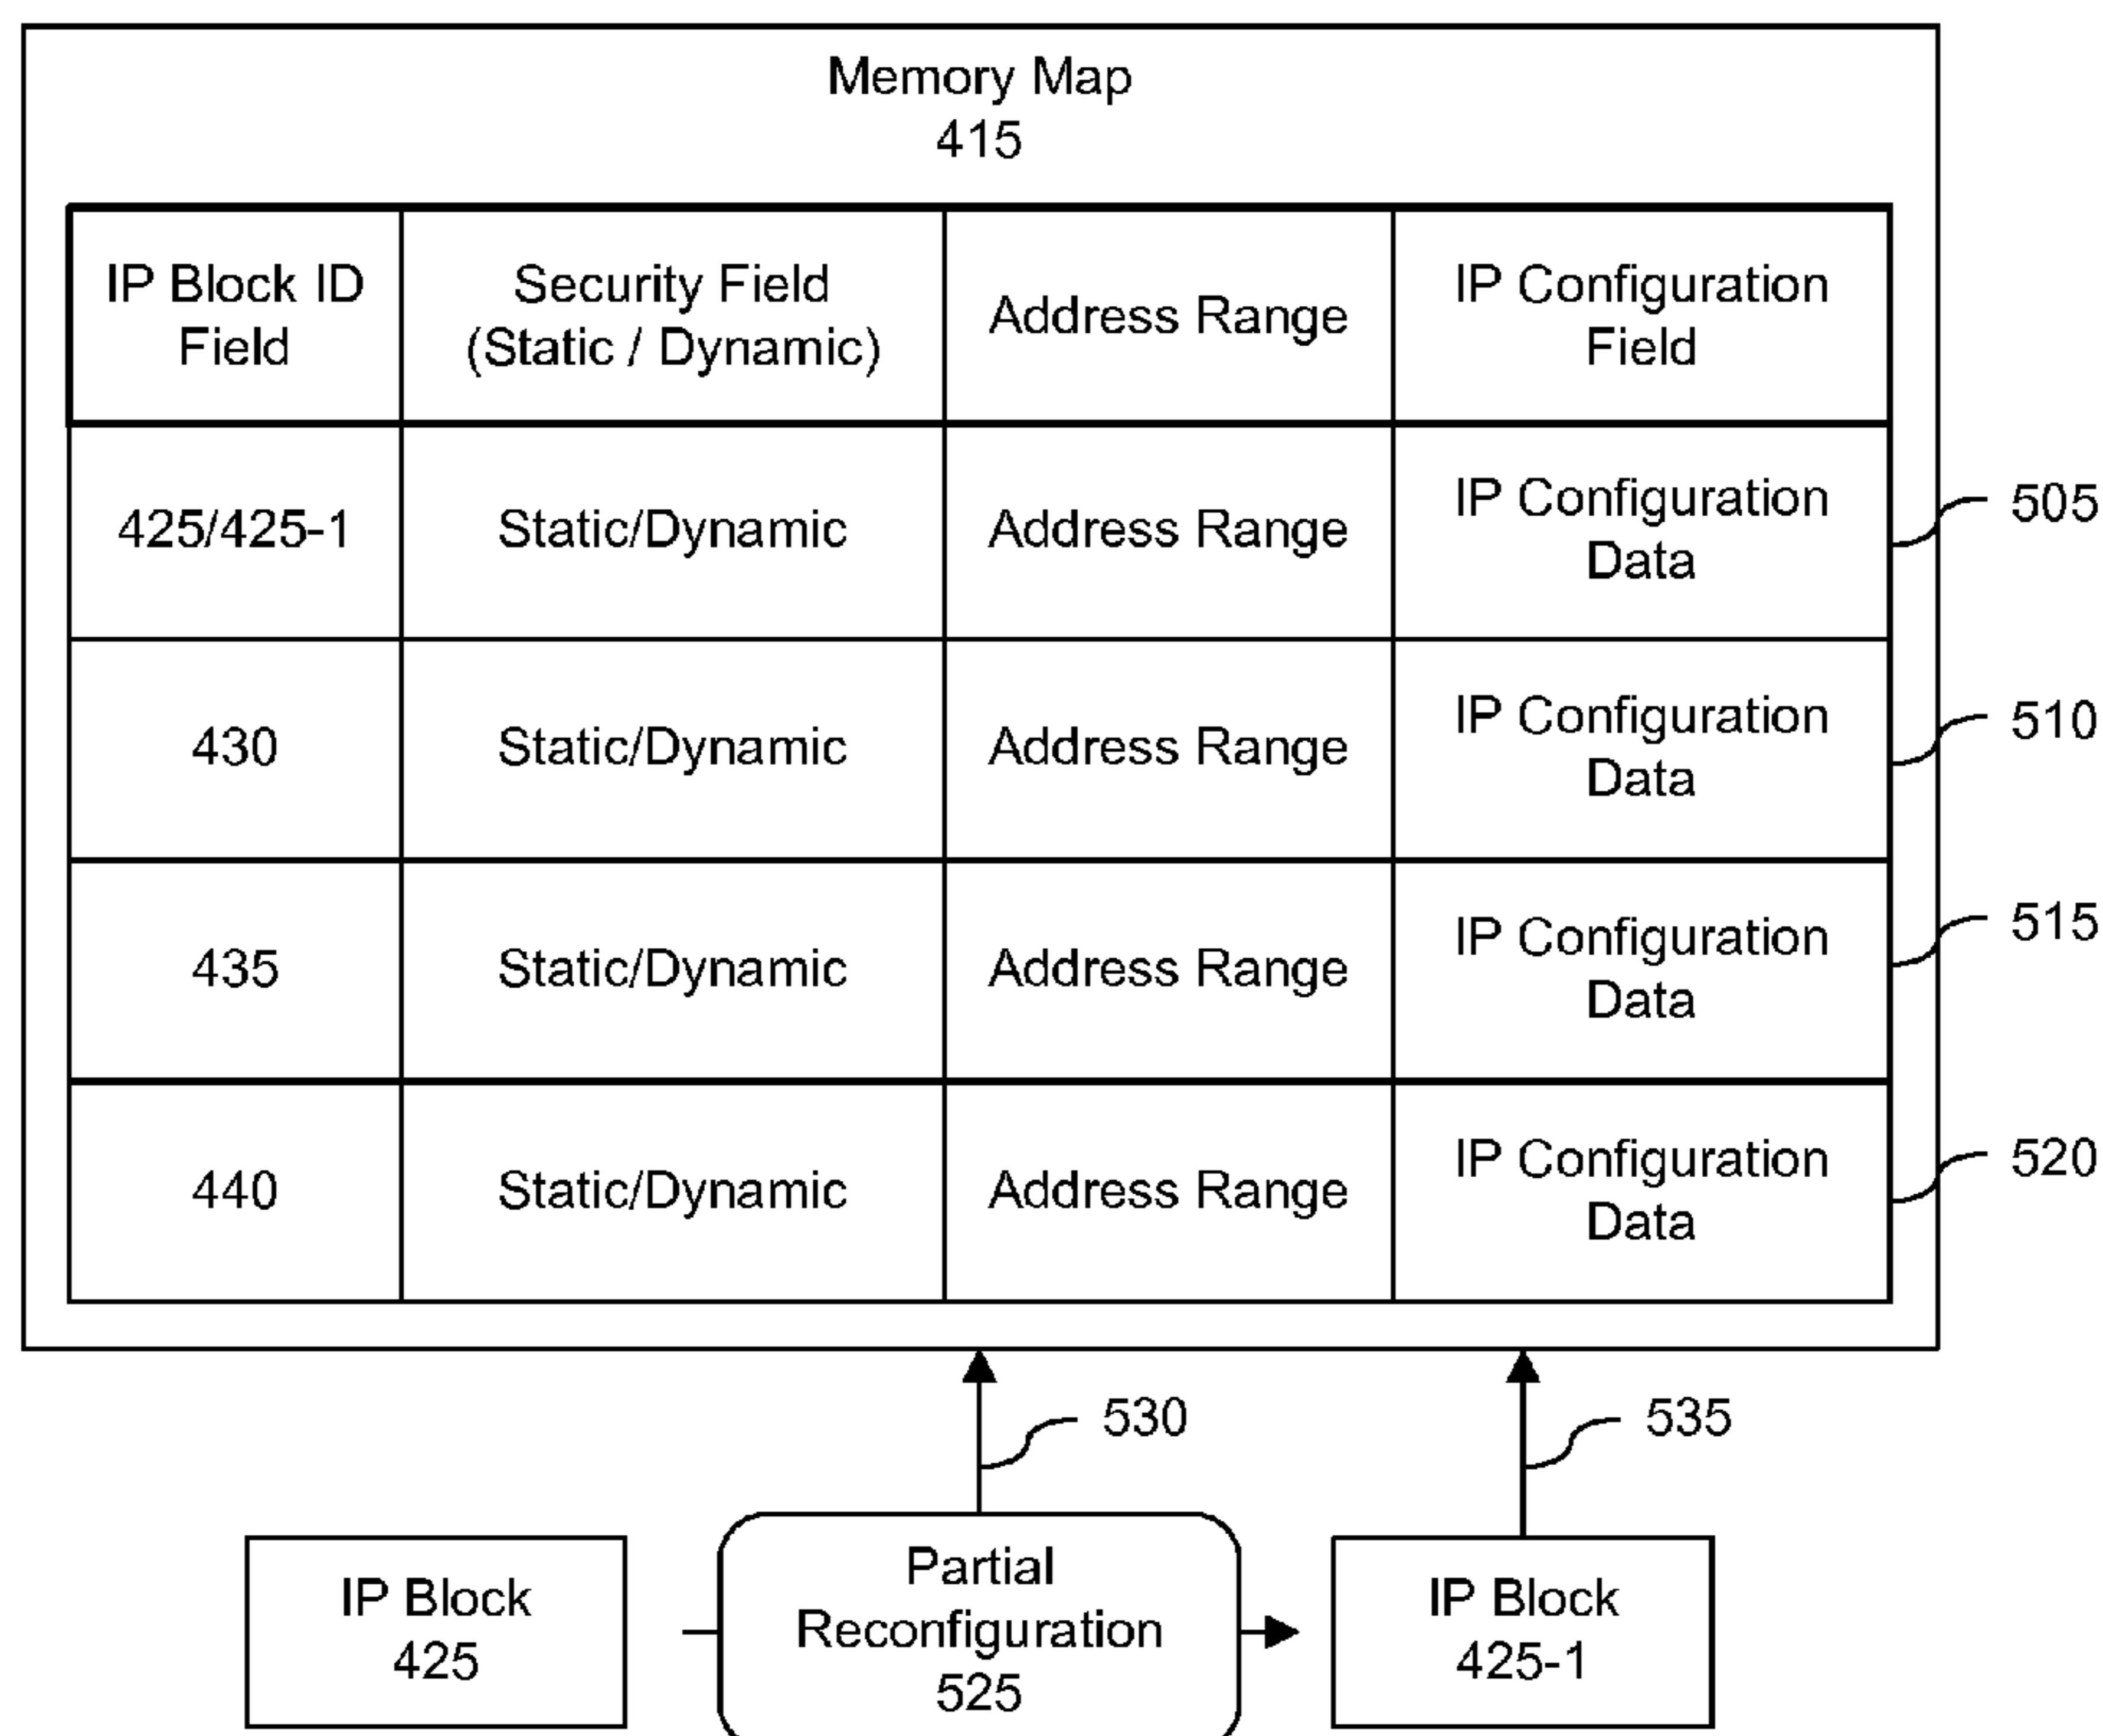 Memory Map
415
IP Block ID
Field
Security Field
(Static / Dynamic)
Address Range
IP Configuration
Field
425/425-1
Static/Dynamic
Address Range
IP Configuration
Data
505
430
Static/Dynamic
Address Range
IP Configuration
Data
510
435
Static/Dynamic
Address Range
IP Configuration
Data
515
440
Static/Dynamic
Address Range
IP Configuration
Data
520
530
535
IP Block
425
Partial
Reconfiguration
525
IP Block
425-1